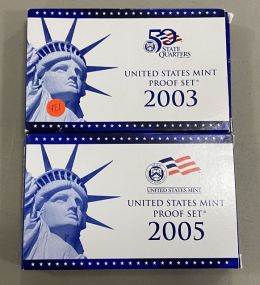 50
STATE
QUARTERS
UNITED STATES MINT
PROOF SET®
2003
UNITED STATES MINT
UNITED STATES MINT
PROOF SET®
2005